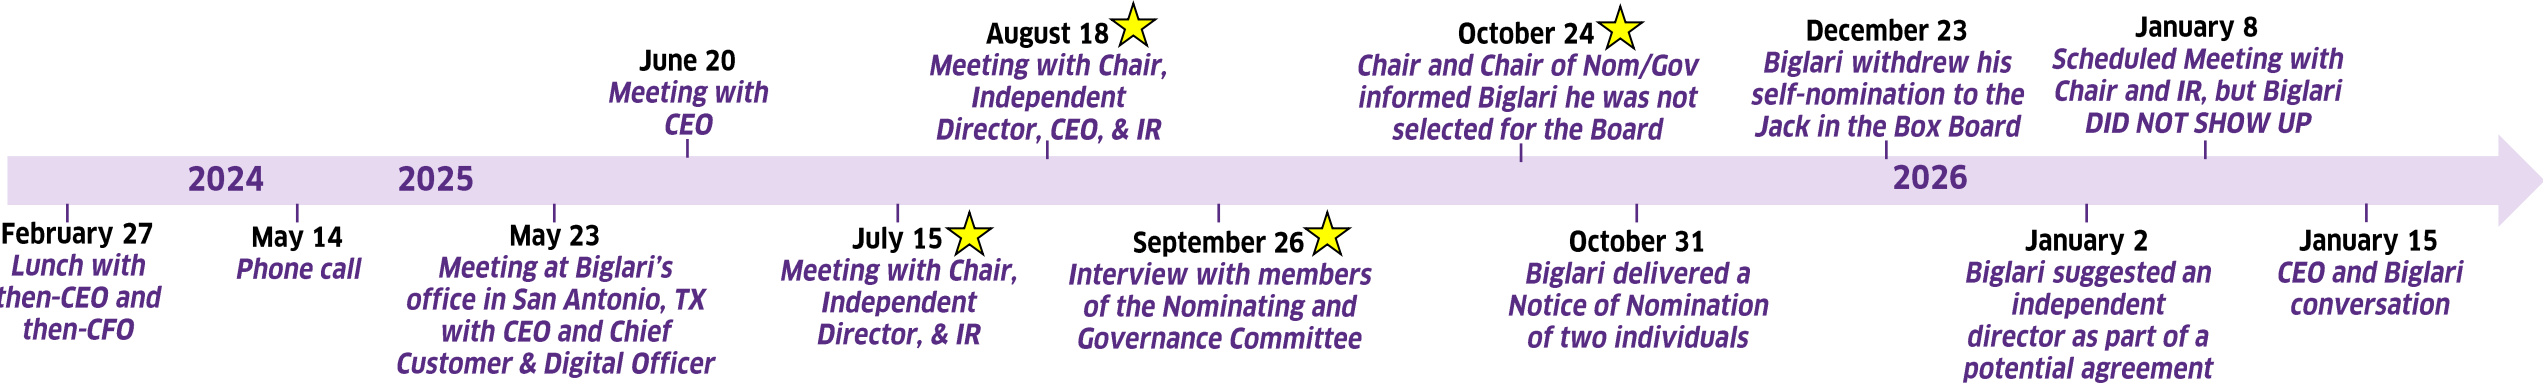 February 27
Lunch with
then-CEO and
then-CFO
2024
May 14
Phone call
2025
May 23
Meeting at Biglari’s
office in San Antonio, TX
with CEO and Chief
Customer & Digital Officer
June 20
Meeting with
CEO
July 15
Meeting with Chair,
Independent
Director, & IR
August 18
Meeting with Chair,
Independent
Director, CEO, & IR
September 26
Interview with members
of the Nominating and
Governance Committee
October 24
Chair and Chair of Nom/Gov
informed Biglari he was not
selected for the Board
October 31
Biglari delivered a
Notice of Nomination
of two individuals
December 23
Biglari withdrew his
self-nomination to the
Jack in the Box Board
2026
January 2
Biglari suggested an
independent
director as part of a
potential agreement
January 8
Scheduled Meeting with
Chair and IR, but Biglari
DID NOT SHOW UP
January 15
CEO and Biglari
conversation